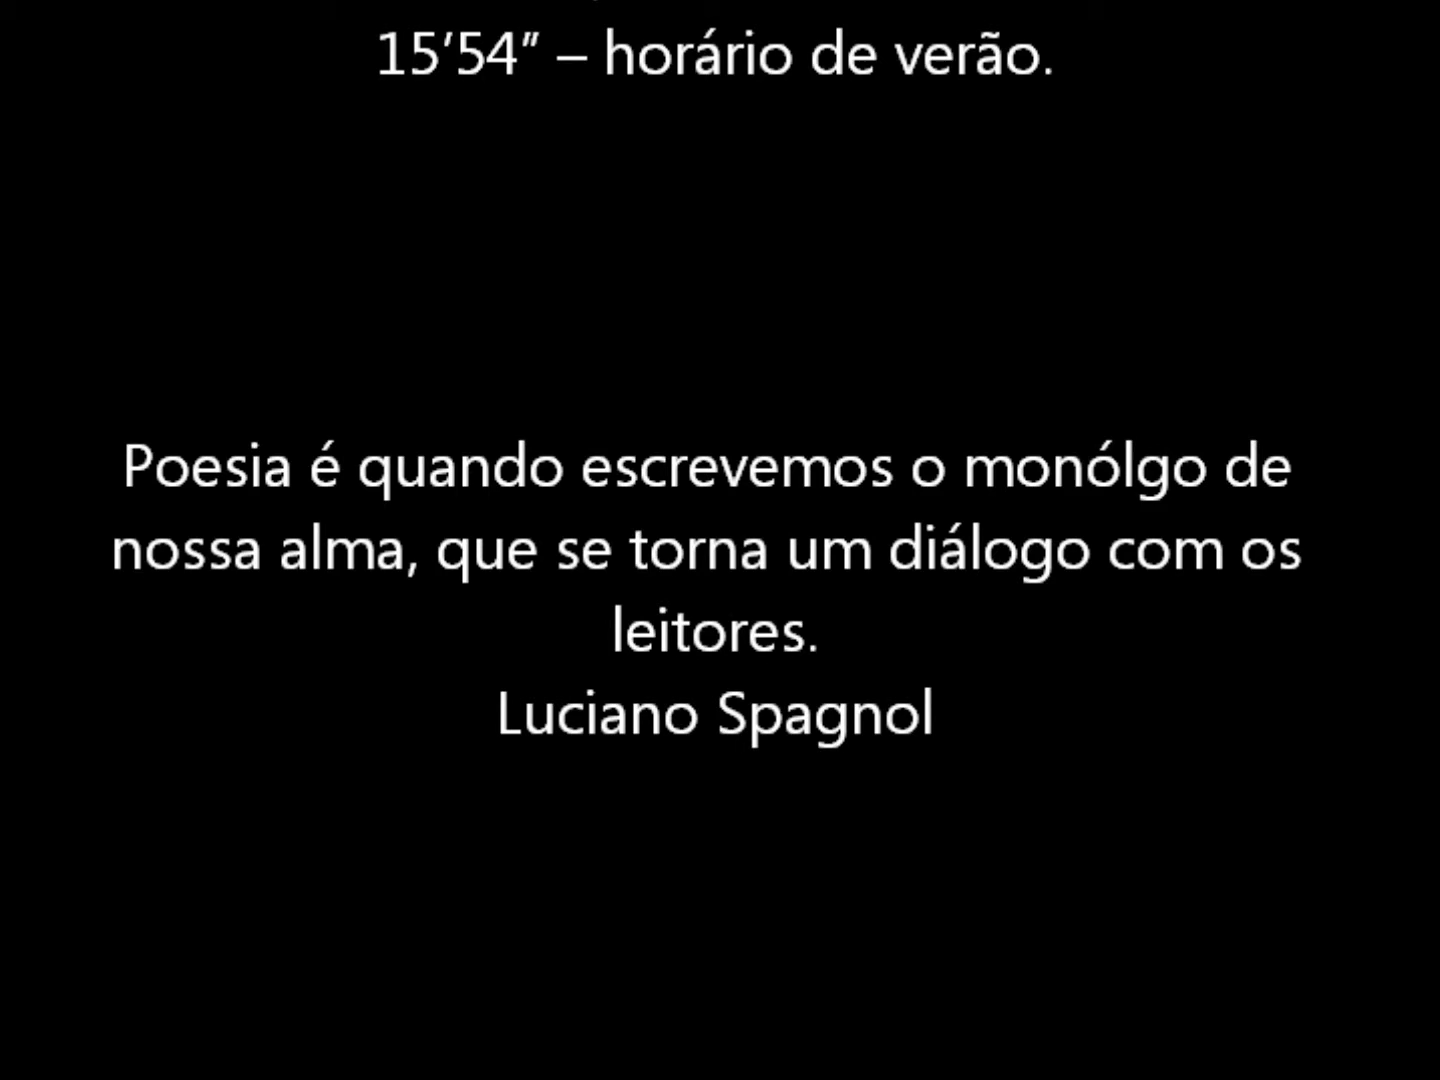 15′54″ – horário de verão.
Poesia é quando escrevemos o monólgo de
nossa alma, que se torna um diálogo com os
leitores.
Luciano Spagnol